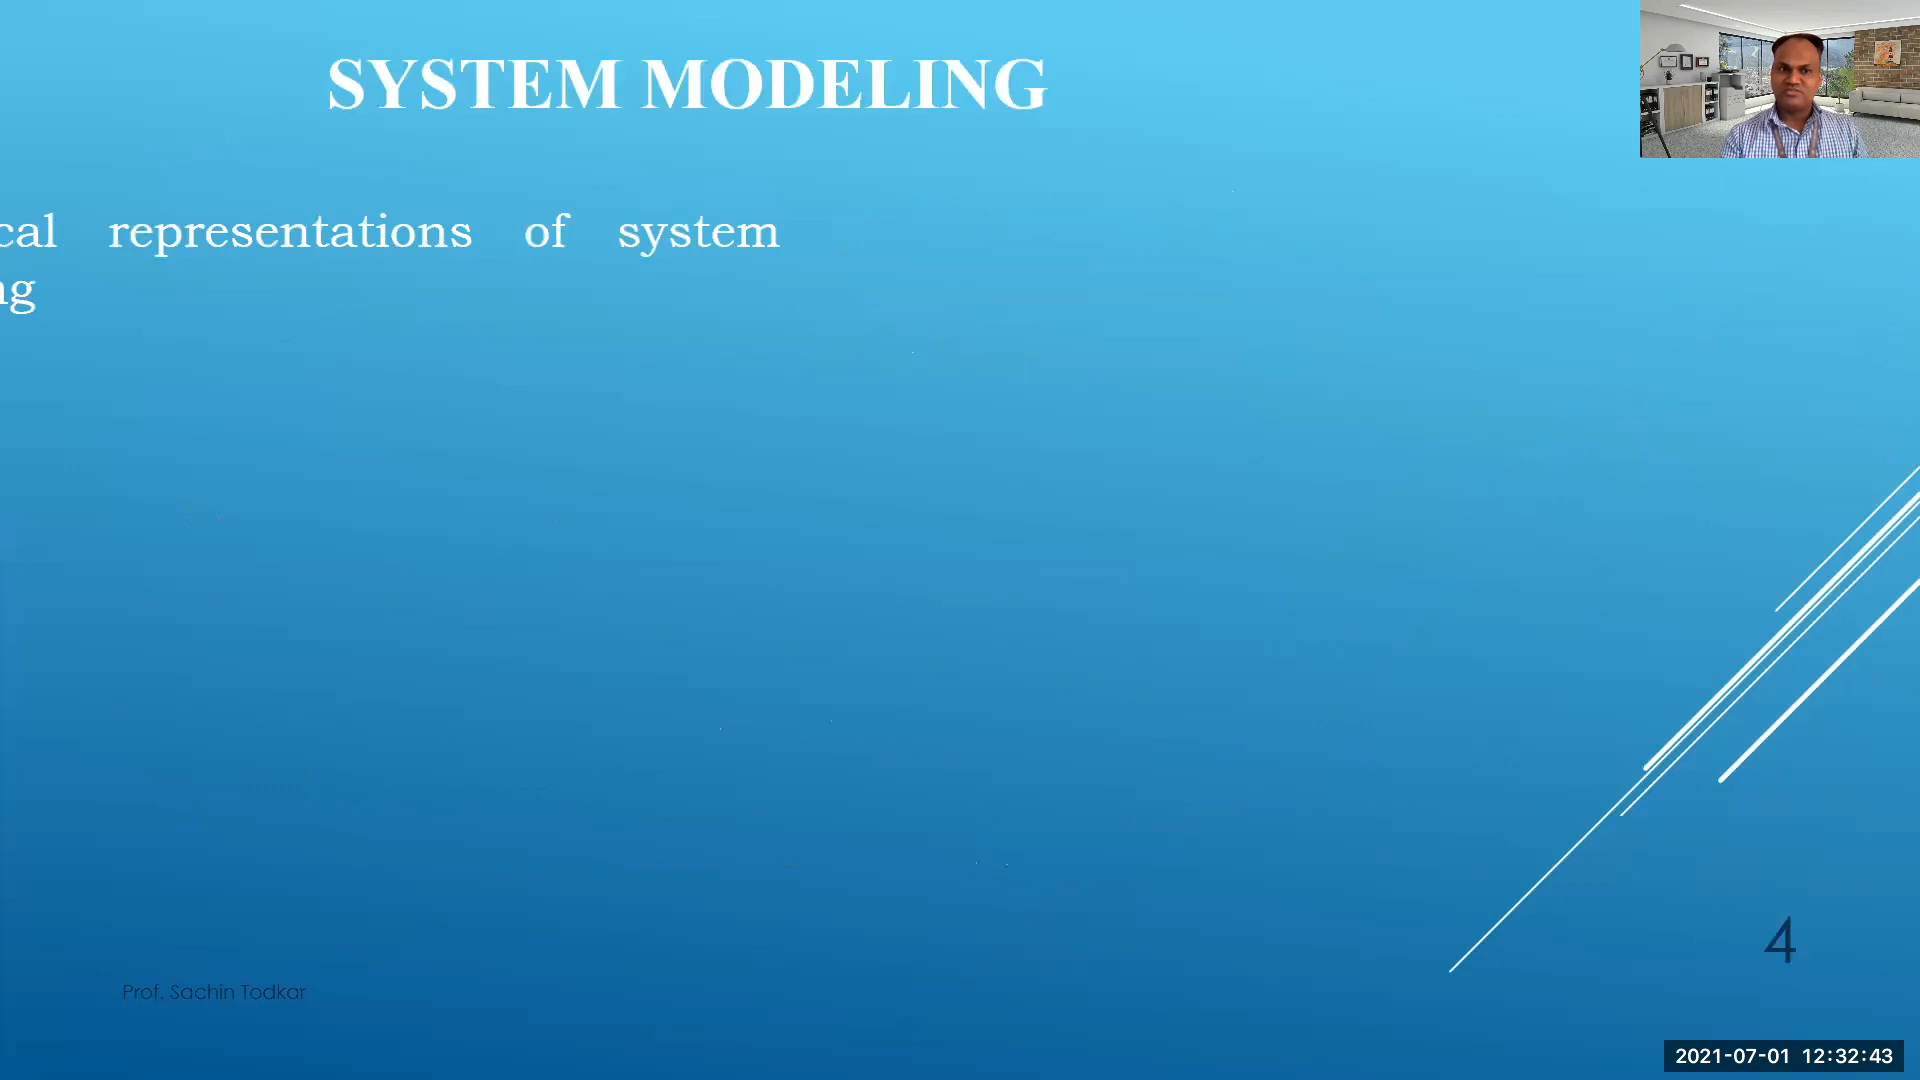 SYSTEM MODELING
cal representations of system
ng
4
Prof. Sachin Todkar
2021-07-01 12:32:43